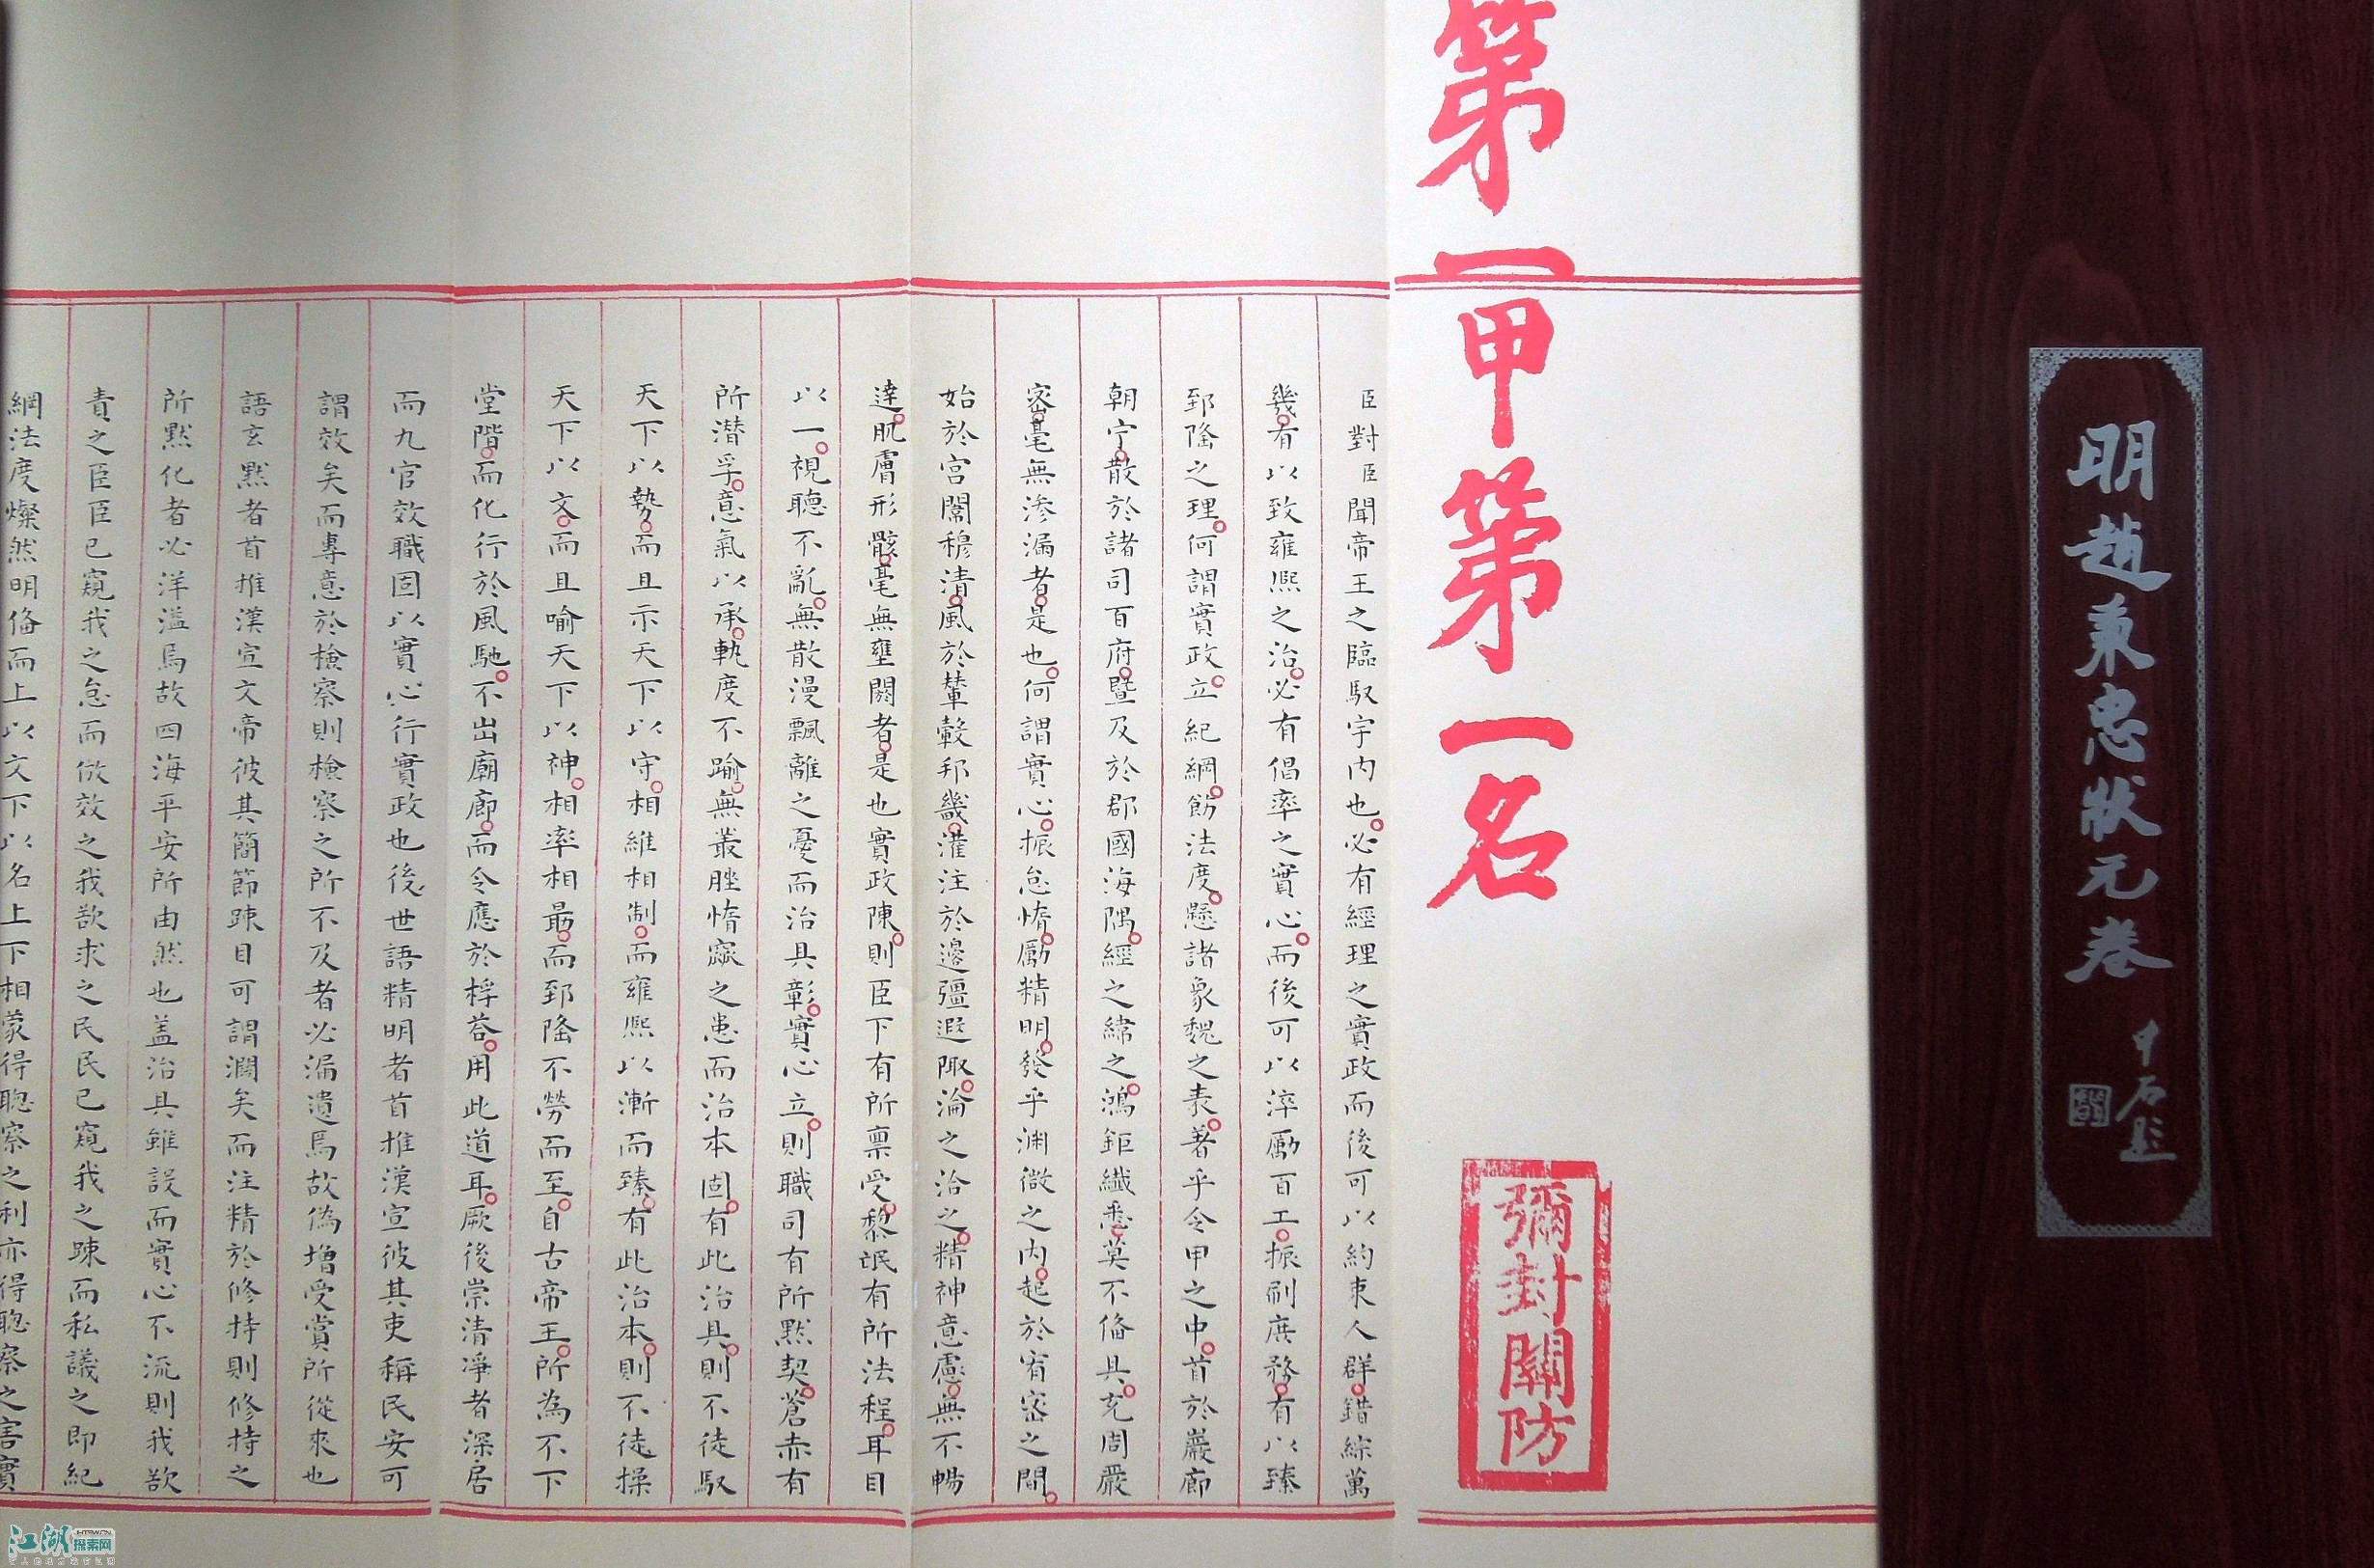 明趙秉忠狀元卷
中石題
第一甲第一名
彌封關防
臣對臣聞帝王之臨馭宇內也必有經理之實政而後可以約束人群錯綜萬
幾有以致雍熙之治必有倡率之實心而後可以淬勵百工振刷庶務有以臻
郅隆之理何謂實政立紀綱飭法度懸諸象魏之表著乎令甲之中首於巖廊
朝宁散於諸司百府暨及於郡國海隅經之緯之鴻鉅纖悉莫不備具充周嚴
密毫無滲漏者是也何謂實心振怠惰勵精明發乎淵微之內起於宥密之間
始於宮闈穆清風於輦轂邦畿灌注於邊疆遐陬淪之洽之精神意慮無不暢
達肌膚形骸毫無壅閼者是也實政陳則臣下有所稟受黎氓有所法程耳目
以一視聽不亂無散漫飄離之憂而治具彰實心立則職司有所默契蒼赤有
所潛孚意氣以承軌度不踰無叢脞惰窳之患而治本固有此治具則不徒馭
天下以勢而且示天下以守相維相制而雍熙以漸而臻有此治本則不徒操
天下以文而且喻天下以神相率相勗而郅隆不勞而至自古帝王所為不下
堂階而化行於風馳不出廟廊而令應於桴荅用此道耳厥後崇清淨者深居
而九官效職固以實心行實政也後世語精明者首推漢宣彼其吏稱民安可
謂效矣而專意於檢察則檢察之所不及者必漏遺焉故偽增受賞所從來也
語玄默者首推漢文帝彼其簡節疎目可謂濶矣而注精於修持則修持之
所默化者必洋溢焉故四海平安所由然也盖治具雖設而實心不流則我欲
責之臣臣已窺我之怠而倣效之我欲求之民民已窺我之疎而私議之即紀
綱法度燦然明備而上以文下以名上下相蒙得聰察之利亦得聰察之害實
江湖
探索网